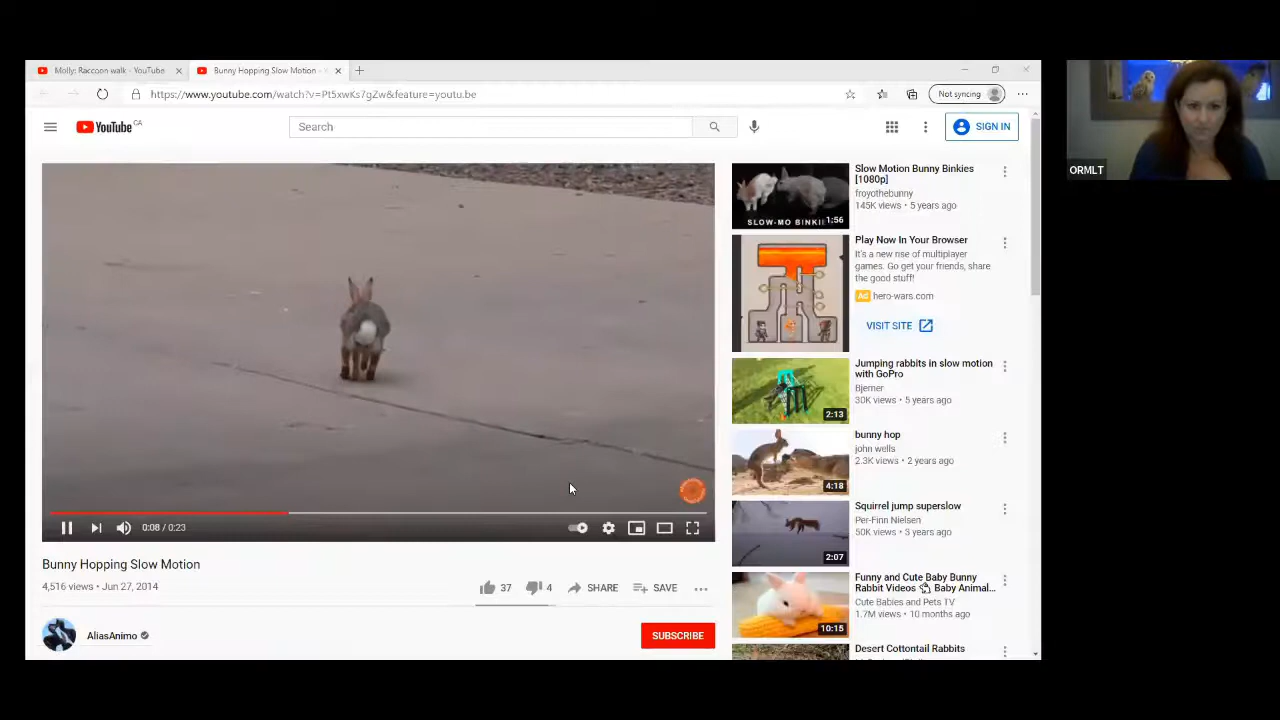 Molly: Raccoon walk - YouTube
Bunny Hopping Slow Motion -
https://www.youtube.com/watch?v=Pt5xwKs7gZw&feature=youtu.be
Not syncing
YouTube CA
Search
SIGN IN
ORMLT
Slow Motion Bunny Binkies
[1080p]
froyothebunny
145K views • 5 years ago
SLOW-MO BINKIE
1:56
Play Now In Your Browser
It's a new rise of multiplayer
games. Go get your friends, share
the good stuff!
Ad hero-wars.com
VISIT SITE
Jumping rabbits in slow motion
with GoPro
Bjerner
30K views • 5 years ago
2:13
bunny hop
john wells
2.3K views • 2 years ago
4:18
Squirrel jump superslow
Per-Finn Nielsen
50K views • 3 years ago
2:07
Funny and Cute Baby Bunny
Rabbit Videos Baby Animal...
Cute Babies and Pets TV
1.7M views • 10 months ago
10:15
Desert Cottontail Rabbits
0:08 / 0:23
Bunny Hopping Slow Motion
4,516 views • Jun 27, 2014
37
4
SHARE
SAVE
AliasAnimo
SUBSCRIBE